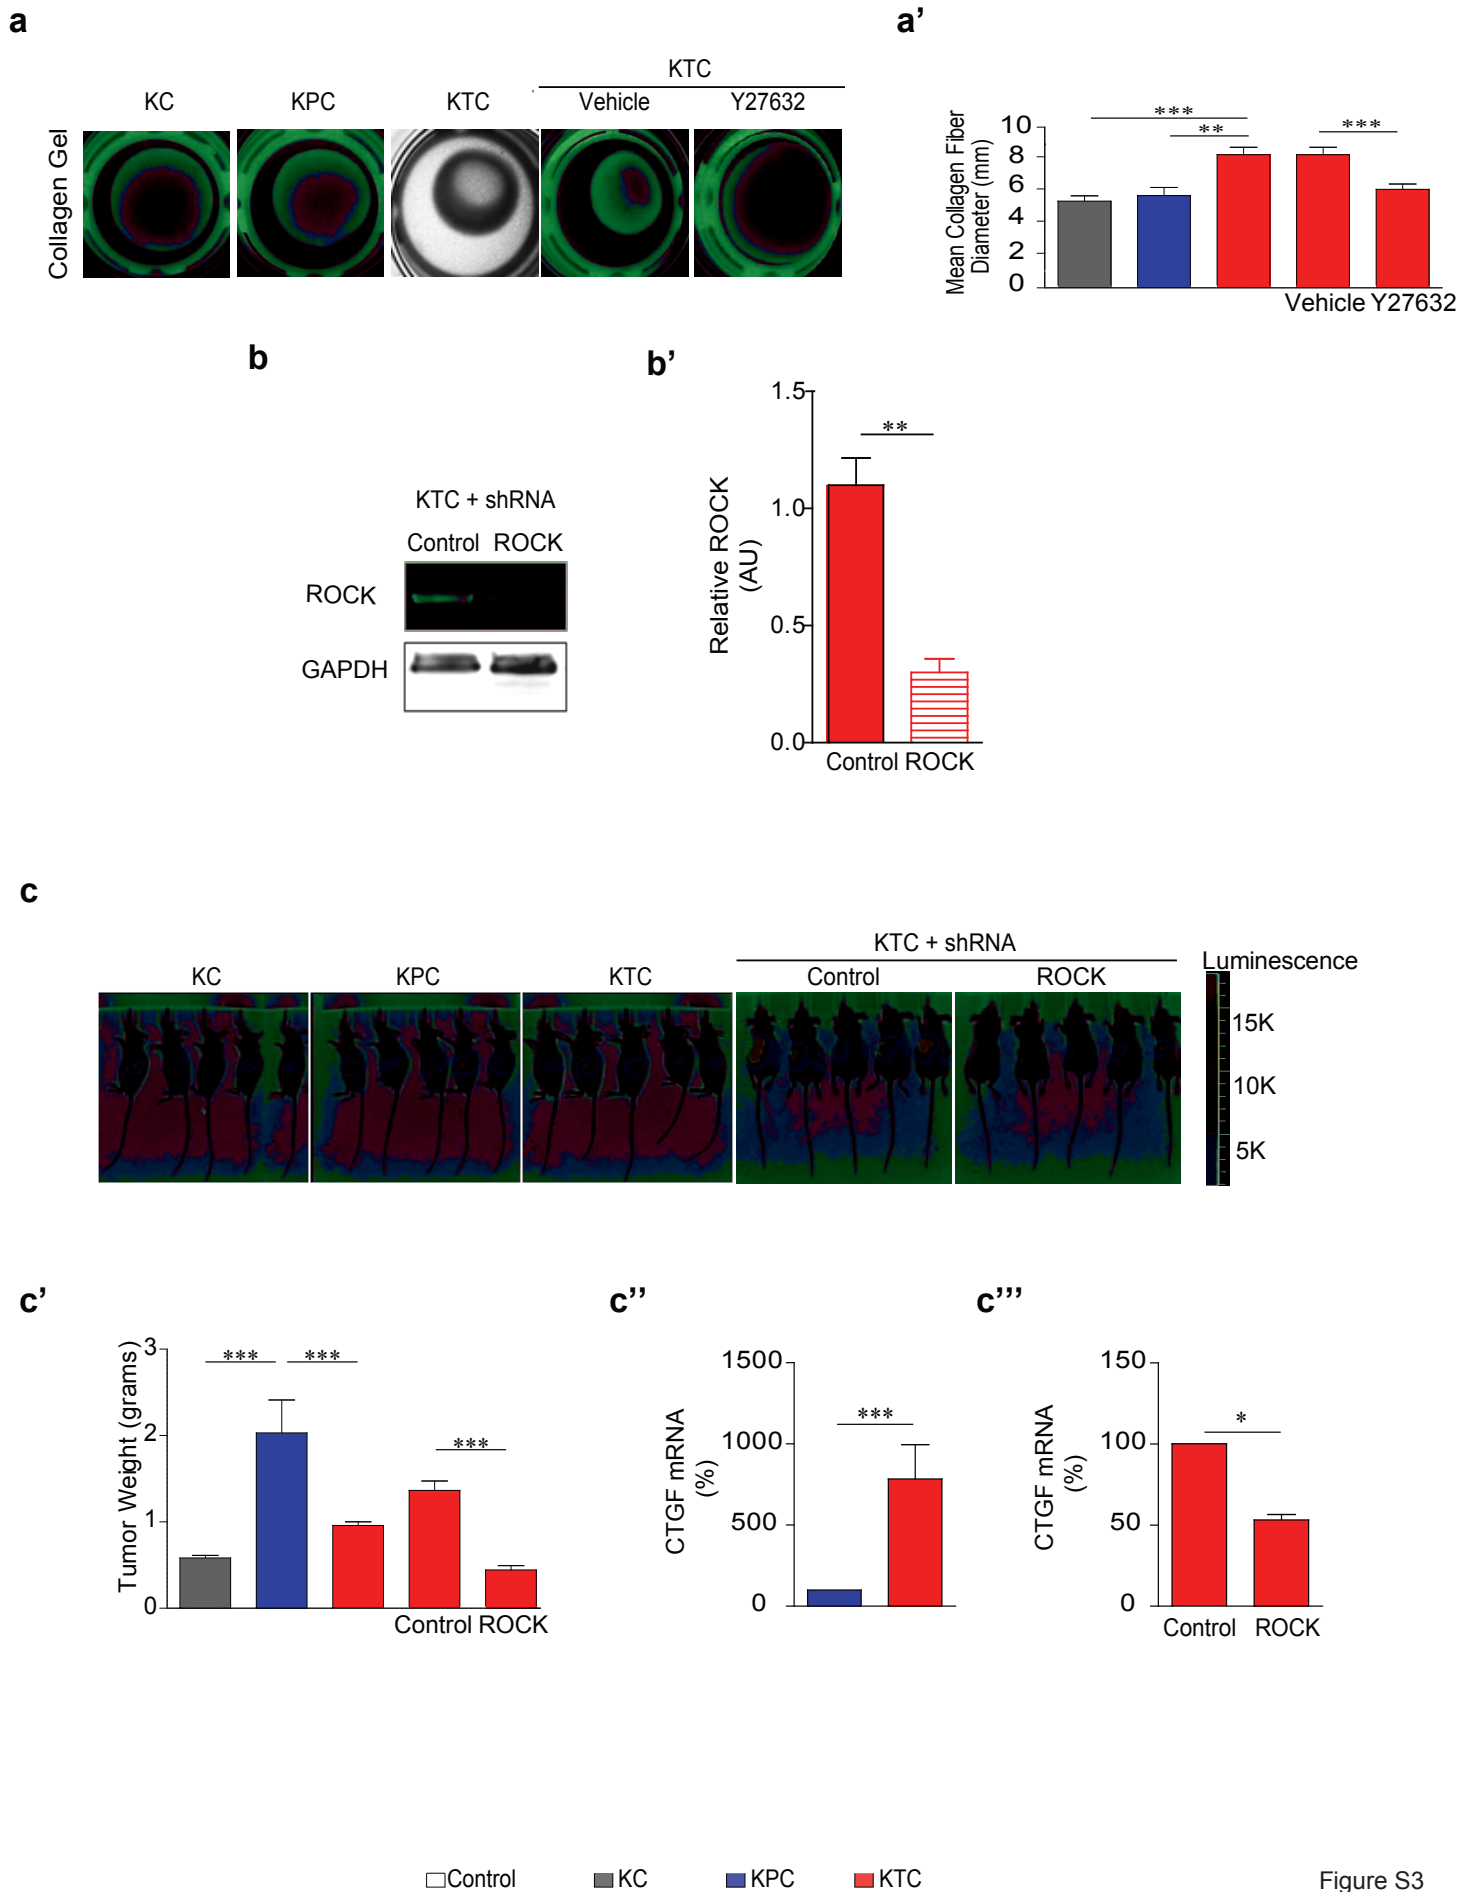 a
a’
KTC
KC KPC KTC Vehicle Y27632
Collagen Gel
Mean Collagen Fiber
Diameter (mm)
10
8
6
4
2
0
*** ** ***
Vehicle Y27632
b
b’
KTC + shRNA
Control ROCK
ROCK
GAPDH
Relative ROCK
(AU)
1.5
1.0
0.5
0.0
**
Control ROCK
c
KTC + shRNA
KC KPC KTC Control ROCK
Luminescence
15K
10K
5K
c’
c’’
c’’’
Tumor Weight (grams)
3
2
1
0
*** *** ***
Control ROCK
CTGF mRNA
(%)
1500
1000
500
0
***
CTGF mRNA
(%)
150
100
50
0
*
Control ROCK
Control KC KPC KTC
Figure S3